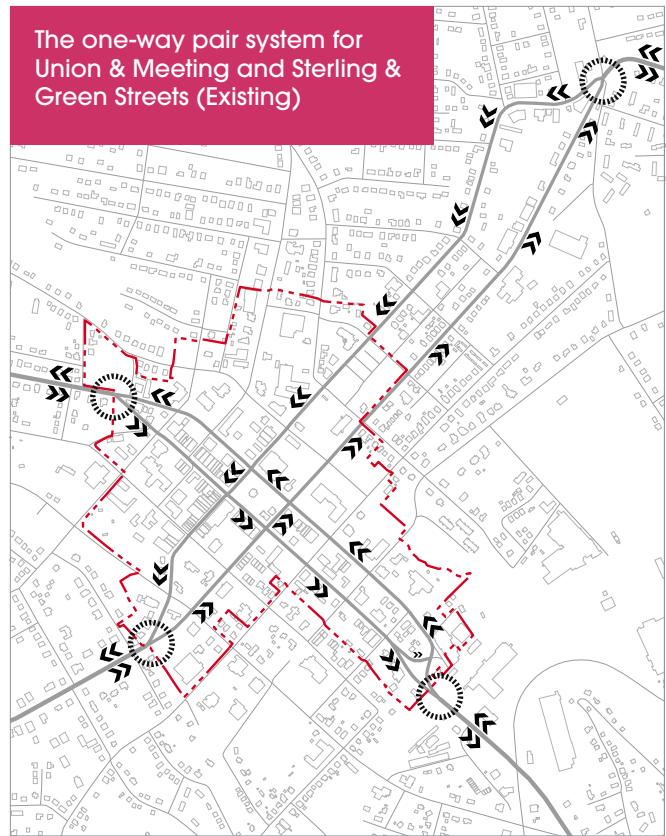 The one-way pair system for
Union & Meeting and Sterling &
Green Streets (Existing)